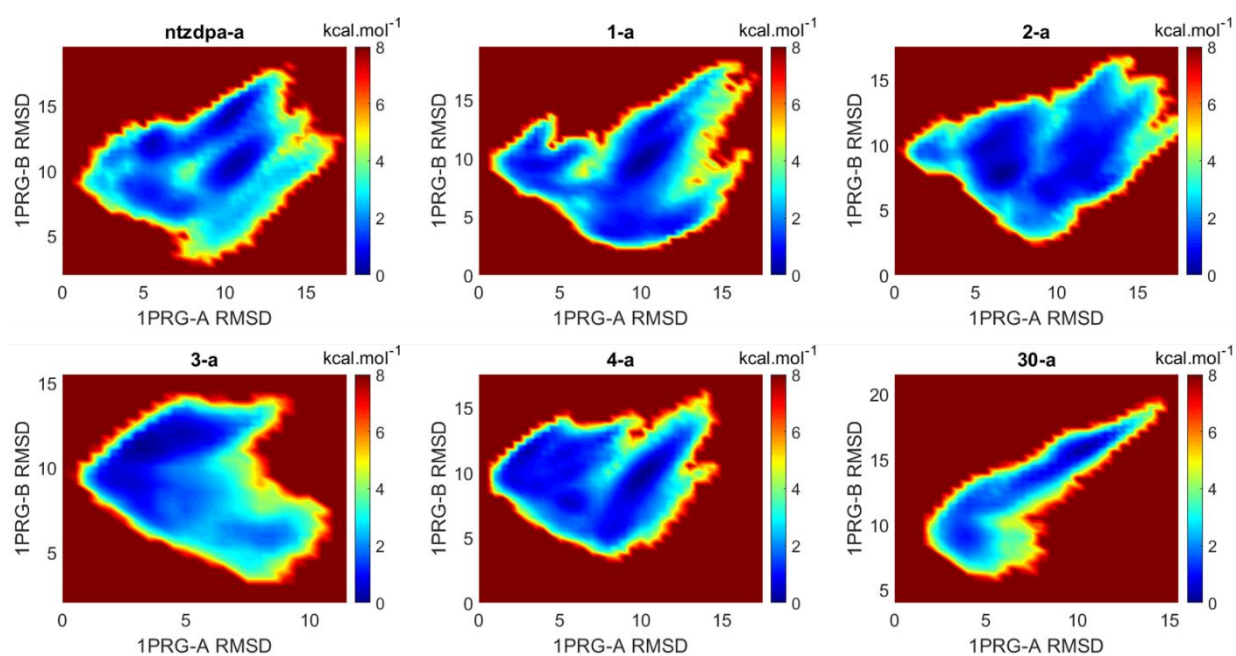 ntzdpa-a kcal.mol-1
1PRG-B RMSD
15
10
5
0 5 10 15
1PRG-A RMSD
8
6
4
2
0
1-a kcal.mol-1
1PRG-B RMSD
15
10
5
0
0 5 10 15
1PRG-A RMSD
8
6
4
2
0
2-a kcal.mol-1
1PRG-B RMSD
15
10
5
0
0 5 10 15
1PRG-A RMSD
8
6
4
2
0
3-a kcal.mol-1
1PRG-B RMSD
15
10
5
0 5 10
1PRG-A RMSD
8
6
4
2
0
4-a kcal.mol-1
1PRG-B RMSD
15
10
5
0
0 5 10 15
1PRG-A RMSD
8
6
4
2
0
30-a kcal.mol-1
1PRG-B RMSD
20
15
10
5
0 5 10 15
1PRG-A RMSD
8
6
4
2
0